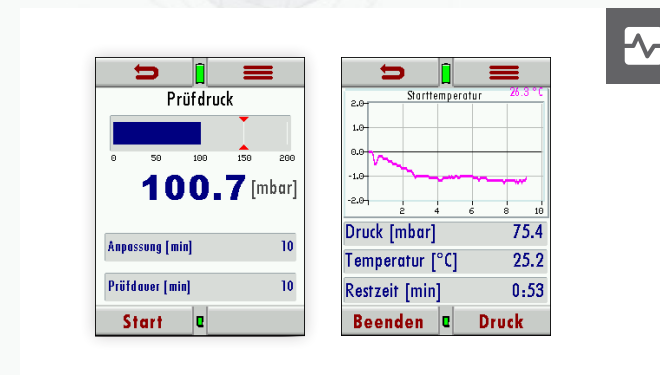 Prüfdruck
0 50 100 150 200
100.7 [mbar]
Anpassung [min] 10
Prüfdauer [min] 10
Start
Starttemperatur 26.3 °C
2.0
1.0
0.0
-1.0
-2.0
2 4 6 8 10
Druck [mbar] 75.4
Temperatur [°C] 25.2
Restzeit [min] 0:53
Beenden Druck